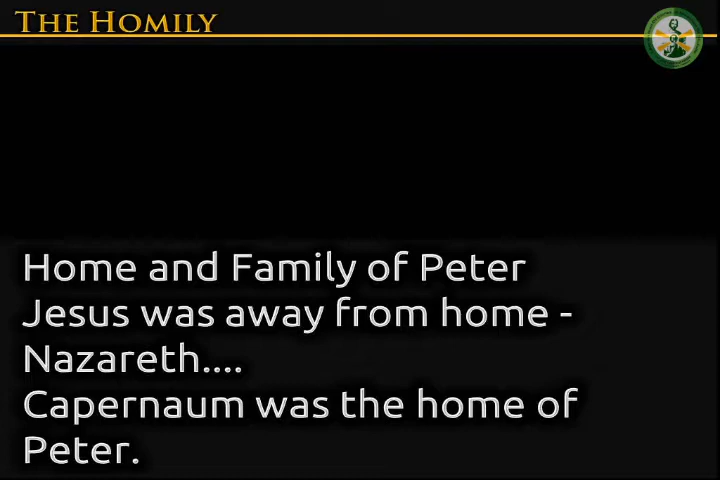 The Homily
Home and Family of Peter
Jesus was away from home -
Nazareth....
Capernaum was the home of
Peter.